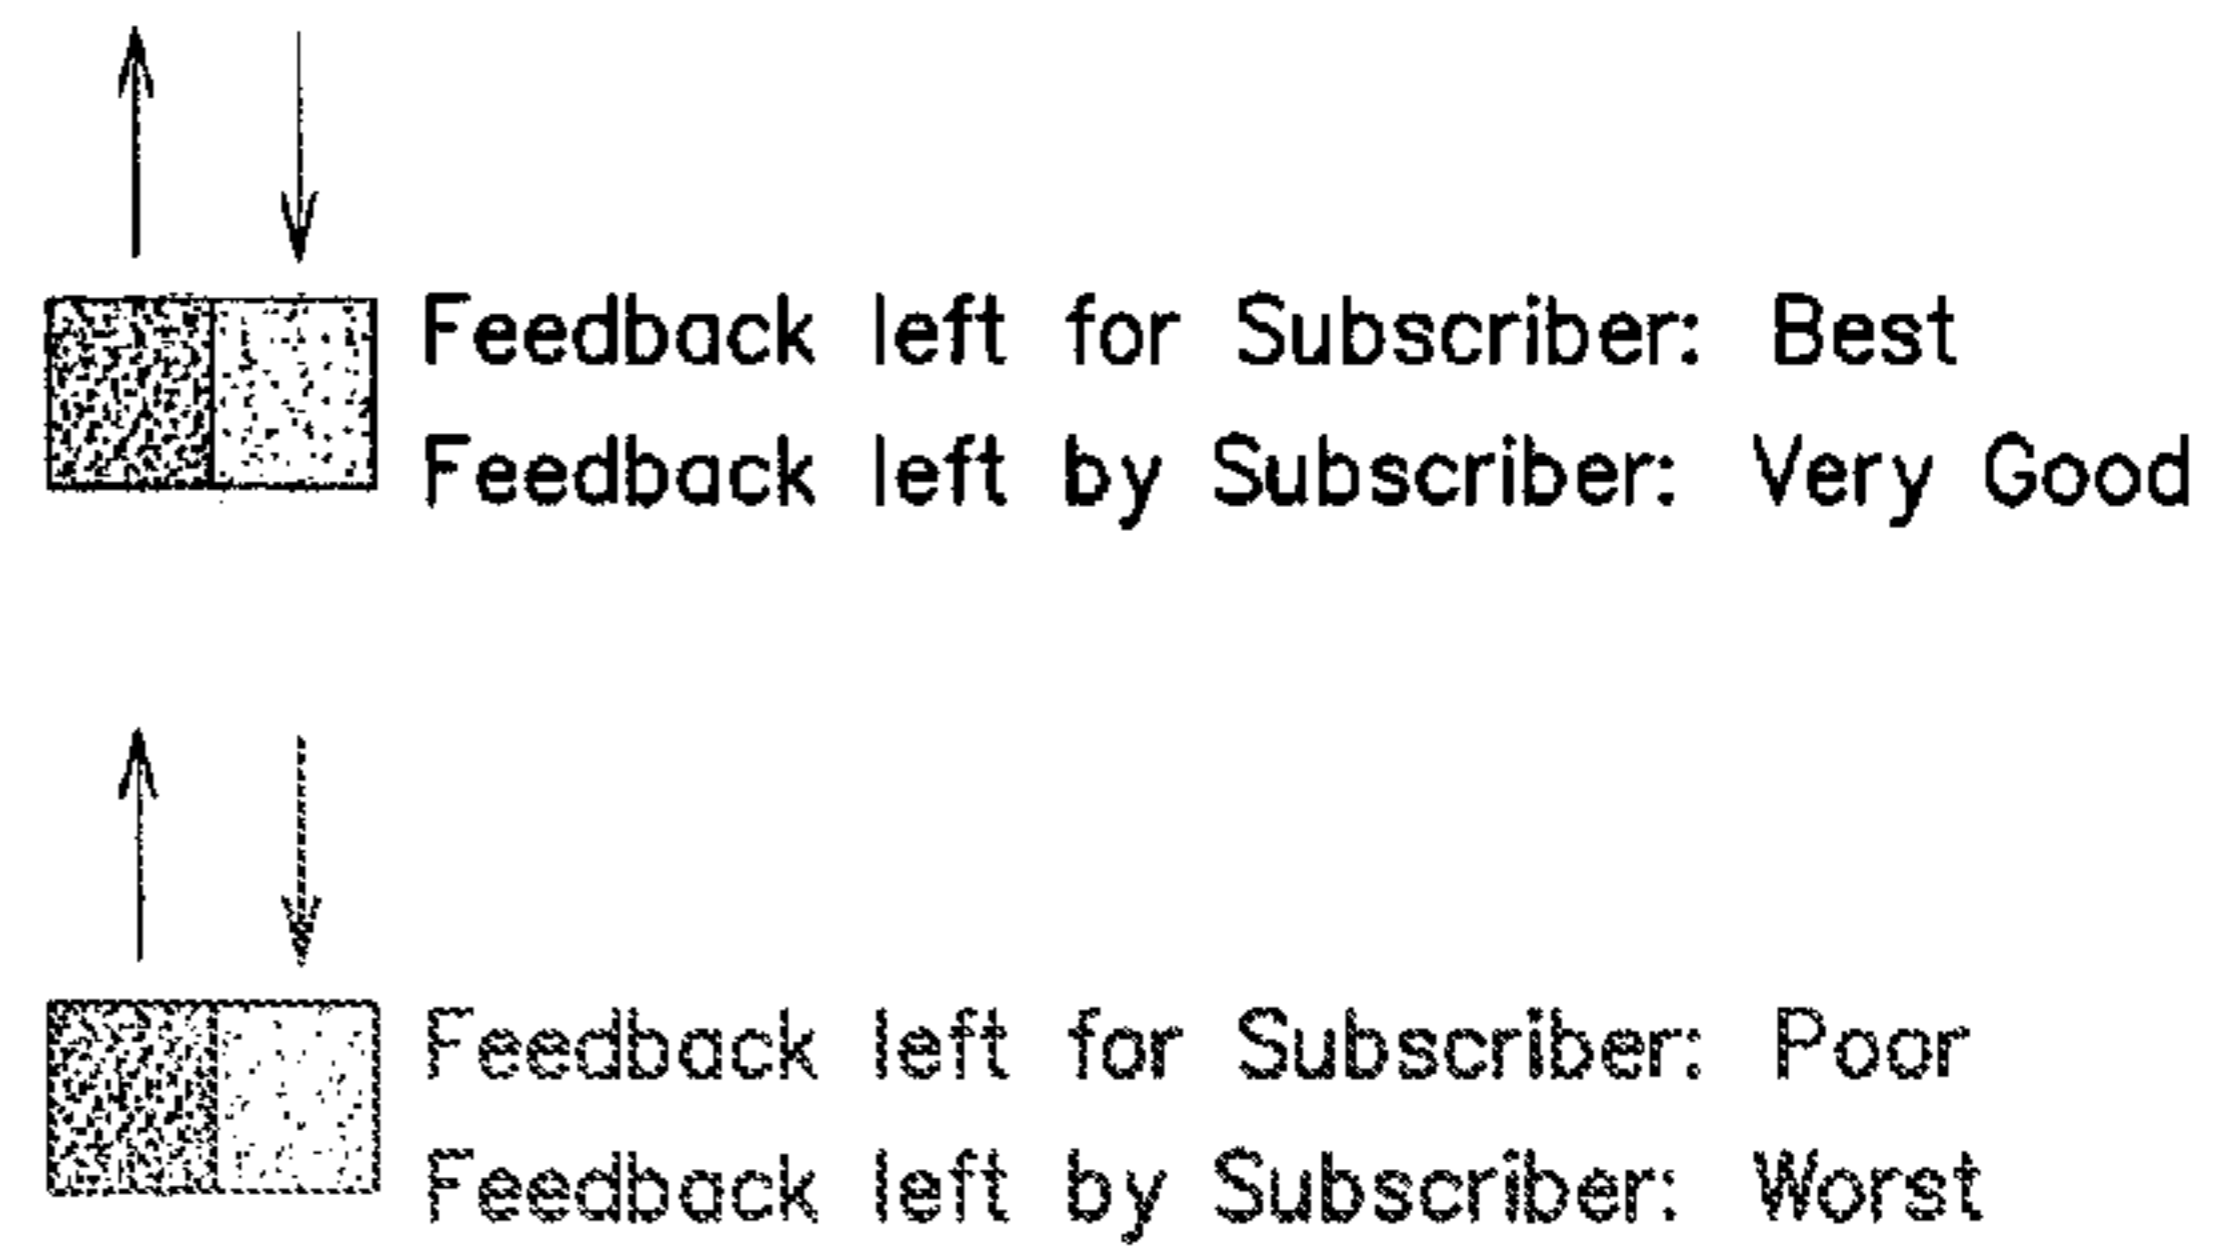 Feedback left for Subscriber: Best
Feedback left by Subscriber: Very Good
Feedback left for Subscriber: Poor
Feedback left by Subscriber: Worst